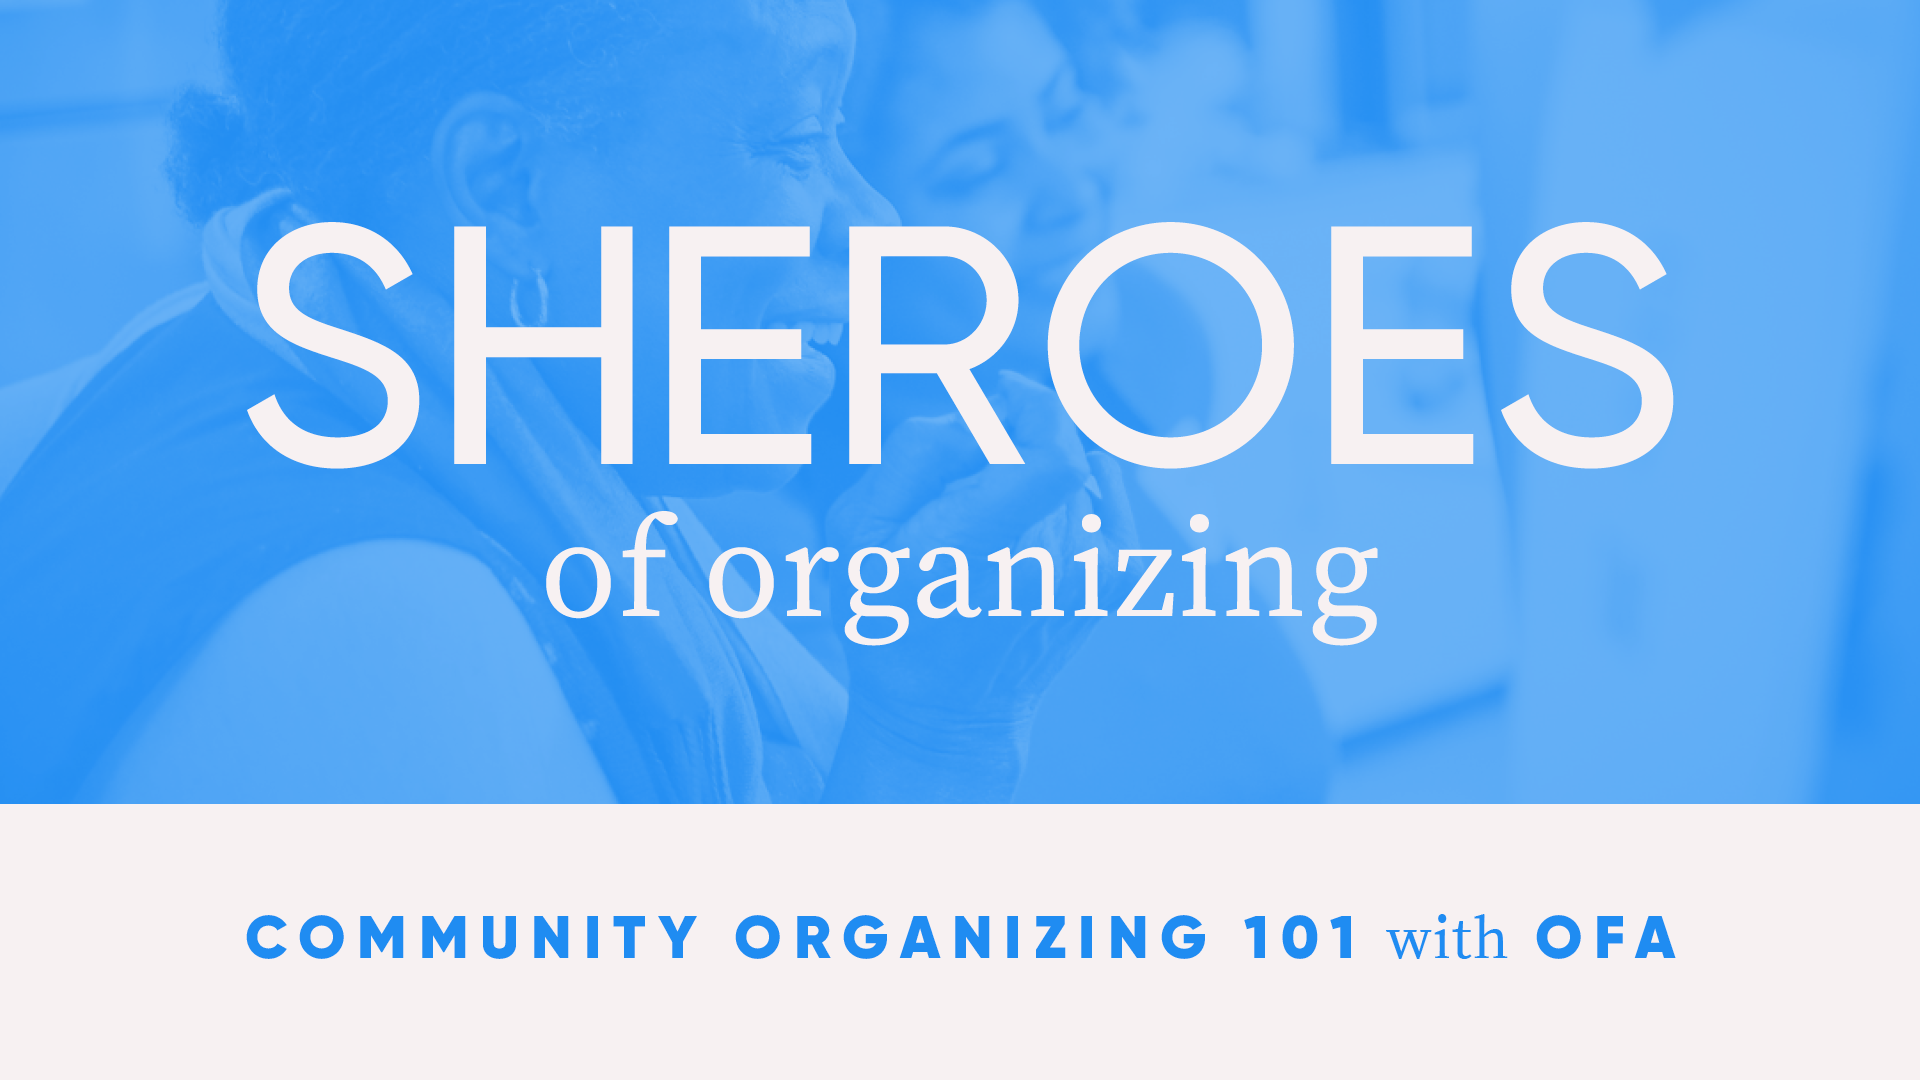 SHEROES
of organizing
COMMUNITY ORGANIZING 101 with OFA